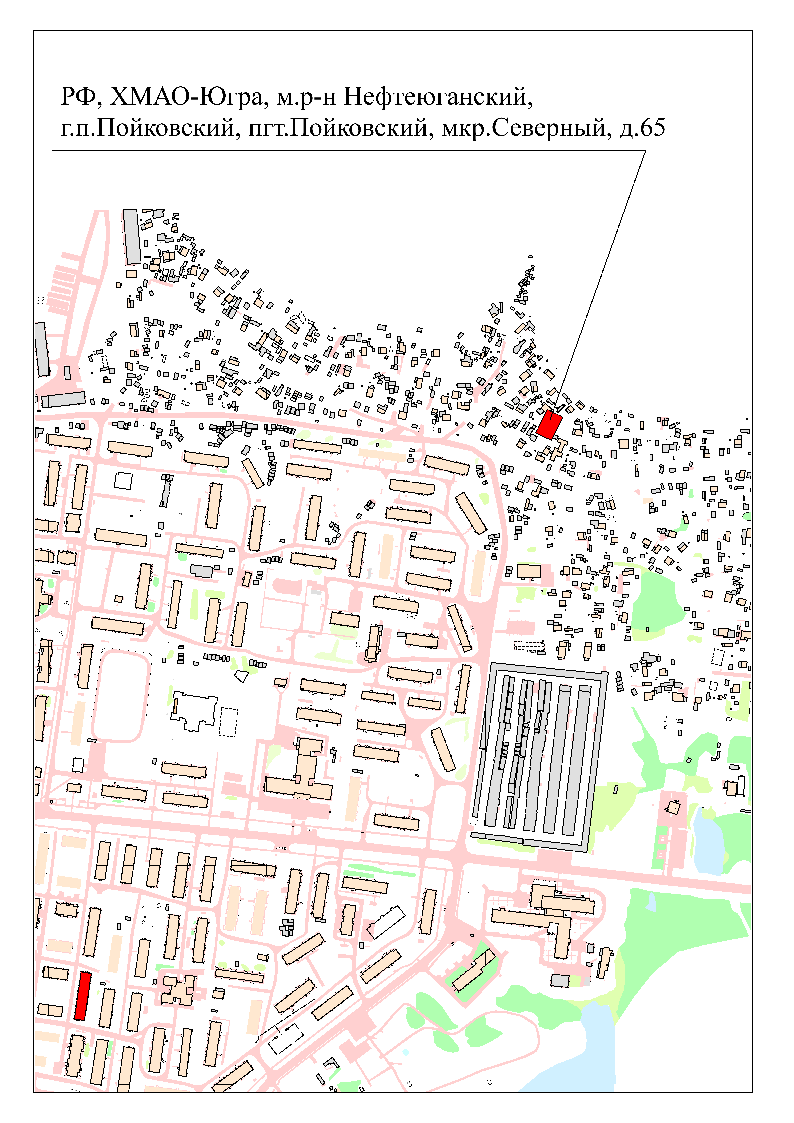 РФ, ХМАО-Югра, м.р-н Нефтеюганский,
г.п.Пойковский, пгт.Пойковский, мкр.Северный, д.65